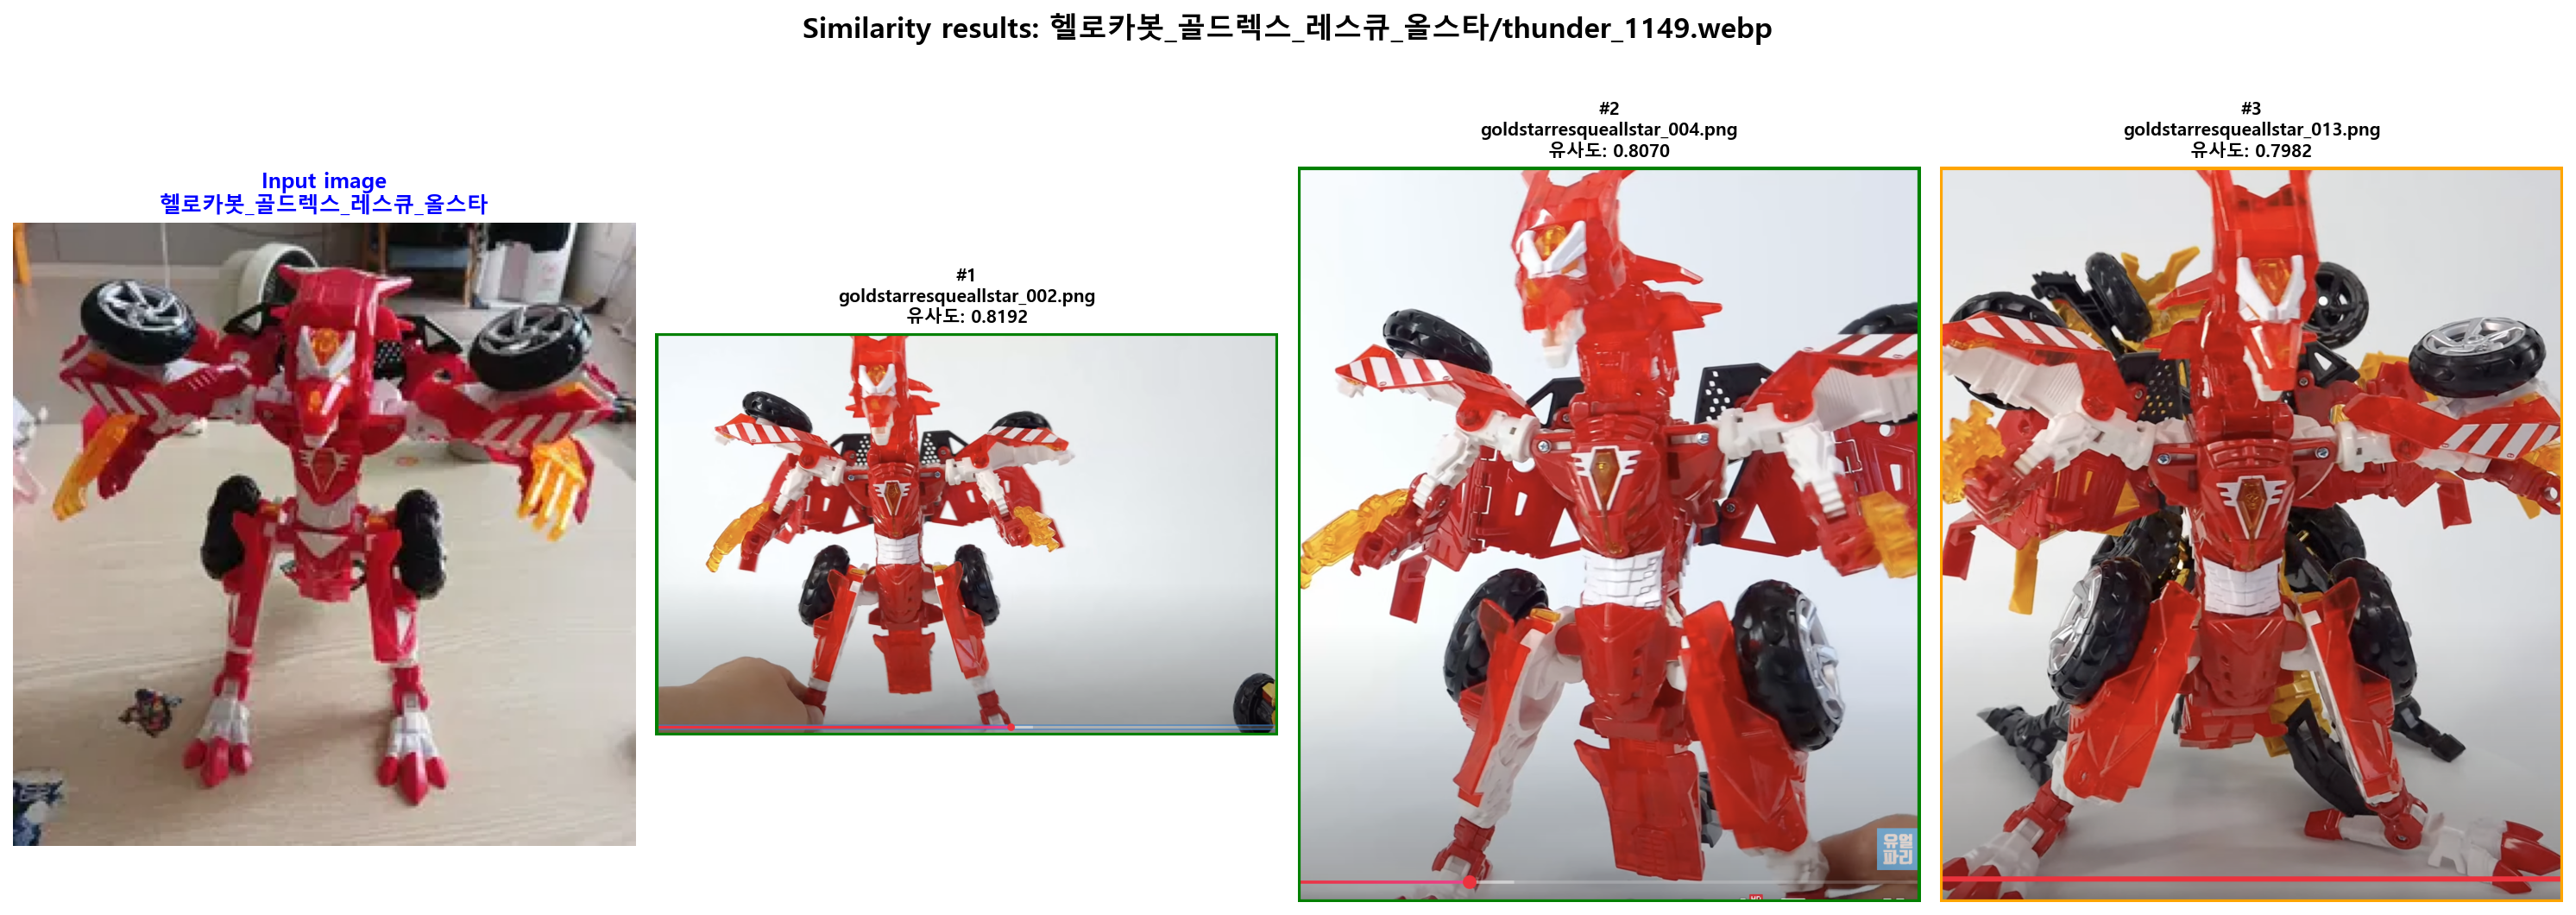 Similarity results: 헬로카봇_골드렉스_레스큐_올스타/thunder_1149.webp
Input image
헬로카봇_골드렉스_레스큐_올스타
#1
goldstarresqueallstar_002.png
유사도: 0.8192
#2
goldstarresqueallstar_004.png
유사도: 0.8070
#3
goldstarresqueallstar_013.png
유사도: 0.7982
유얼
파리
HD